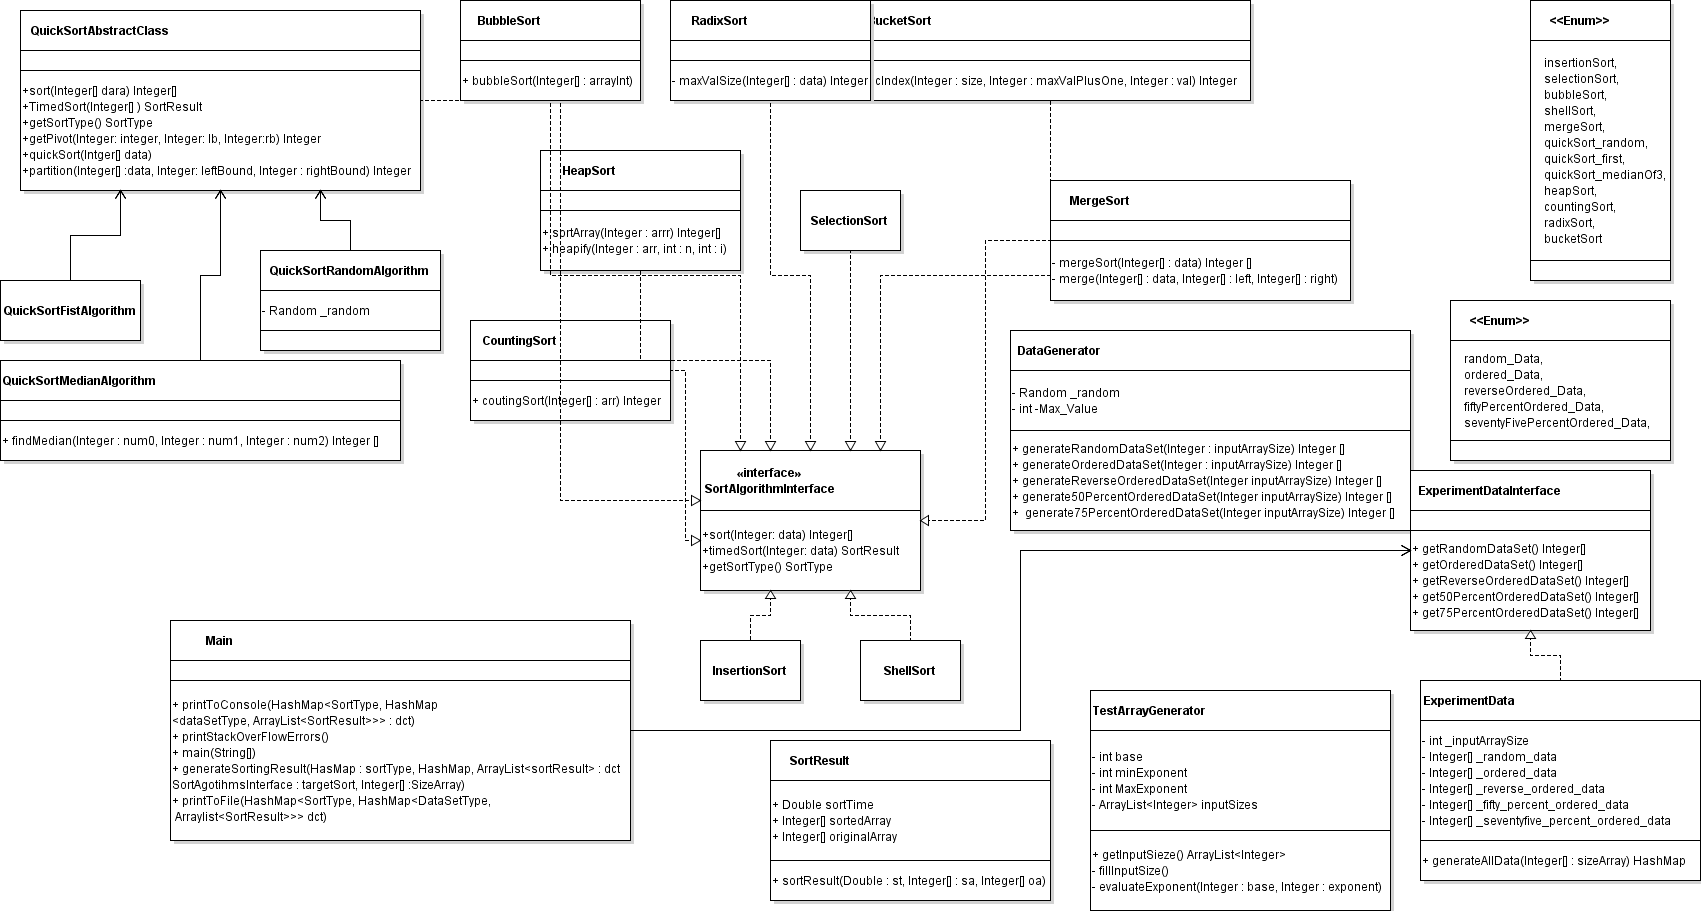 QuickSortAbstractClass
+sort(Integer[] dara) Integer[]
+TimedSort(Integer[] ) SortResult
+getSortType() SortType
+getPivot(Integer: integer, Integer: lb, Integer:rb) Integer
+quickSort(Intger[] data)
+partition(Integer[] :data, Integer: leftBound, Integer : rightBound) Integer
BubbleSort
+ bubbleSort(Integer[] : arrayInt)
RadixSort
- maxValSize(Integer[] : data) Integer
ucketSort
cIndex(Integer : size, Integer : maxValPlusOne, Integer : val) Integer
<<Enum>>
insertionSort,
selectionSort,
bubbleSort,
shellSort,
mergeSort,
quickSort_random,
quickSort_first,
quickSort_medianOf3,
heapSort,
countingSort,
radixSort,
bucketSort
HeapSort
+ sortArray(Integer : arrr) Integer[]
+ heapify(Integer : arr, int : n, int : i)
SelectionSort
MergeSort
- mergeSort(Integer[] : data) Integer []
- merge(Integer[] : data, Integer[] : left, Integer[] : right)
QuickSortFistAlgorithm
QuickSortRandomAlgorithm
- Random _random
QuickSortMedianAlgorithm
+ findMedian(Integer : num0, Integer : num1, Integer : num2) Integer []
CountingSort
+ coutingSort(Integer[] : arr) Integer
DataGenerator
- Random _random
- int -Max_Value
+ generateRandomDataSet(Integer : inputArraySize) Integer []
+ generateOrderedDataSet(Integer : inputArraySize) Integer []
+ generateReverseOrderedDataSet(Integer inputArraySize) Integer []
+ generate50PercentOrderedDataSet(Integer inputArraySize) Integer []
+ generate75PercentOrderedDataSet(Integer inputArraySize) Integer []
<<Enum>>
random_Data,
ordered_Data,
reverseOrdered_Data,
fiftyPercentOrdered_Data,
seventyFivePercentOrdered_Data,
«interface»
SortAlgorithmInterface
+sort(Integer: data) Integer[]
+timedSort(Integer: data) SortResult
+getSortType() SortType
ExperimentDataInterface
+ getRandomDataSet() Integer[]
+ getOrderedDataSet() Integer[]
+ getReverseOrderedDataSet() Integer[]
+ get50PercentOrderedDataSet() Integer[]
+ get75PercentOrderedDataSet() Integer[]
Main
+ printToConsole(HashMap<SortType, HashMap
<dataSetType, ArrayList<SortResult>>> : dct)
+ printStackOverFlowErrors()
+ main(String[])
+ generateSortingResult(HasMap : sortType, HashMap, ArrayList<sortResult> : dct
SortAgotihmsInterface : targetSort, Integer[] :SizeArray)
+ printToFile(HashMap<SortType, HashMap<DataSetType,
Arraylist<SortResult>>> dct)
InsertionSort
ShellSort
SortResult
+ Double sortTime
+ Integer[] sortedArray
+ Integer[] originalArray
+ sortResult(Double : st, Integer[] : sa, Integer[] oa)
TestArrayGenerator
- int base
- int minExponent
- int MaxExponent
- ArrayList<Integer> inputSizes
+ getInputSieze() ArrayList<Integer>
- fillInputSize()
- evaluateExponent(Integer : base, Integer : exponent)
ExperimentData
- int _inputArraySize
- Integer[] _random_data
- Integer[] _ordered_data
- Integer[] _reverse_ordered_data
- Integer[] _fifty_percent_ordered_data
- Integer[] _seventyfive_percent_ordered_data
+ generateAllData(Integer[] : sizeArray) HashMap